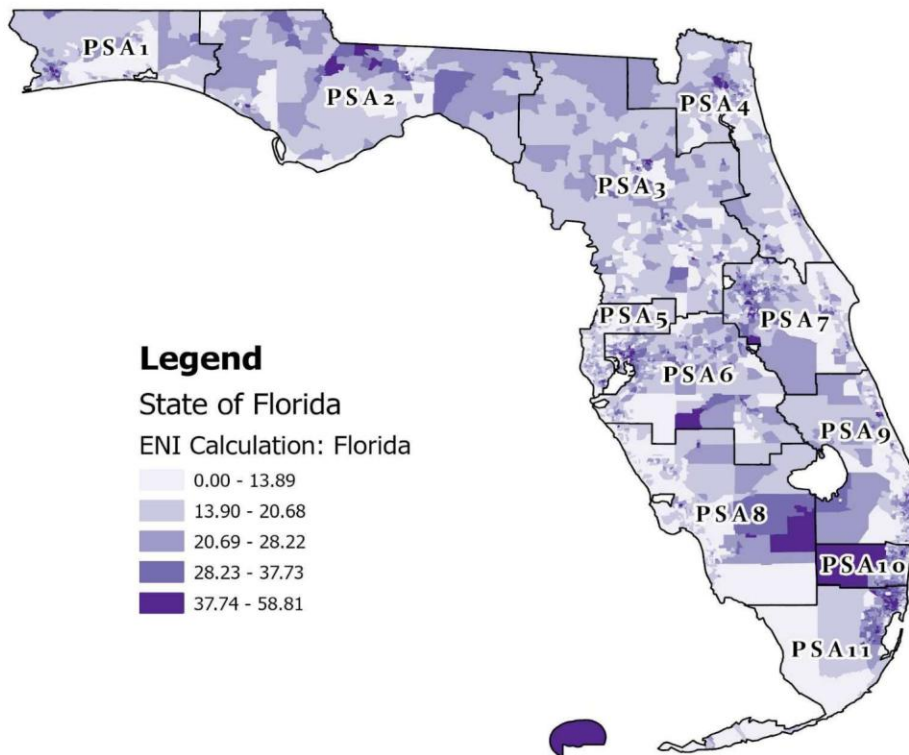 PSA1
PSA2
PSA3
PSA4
PSA5
PSA6
PSA7
PSA8
PSA9
PSA10
PSA11
Legend
State of Florida
ENI Calculation: Florida
0.00 - 13.89
13.90 - 20.68
20.69 - 28.22
28.23 - 37.73
37.74 - 58.81